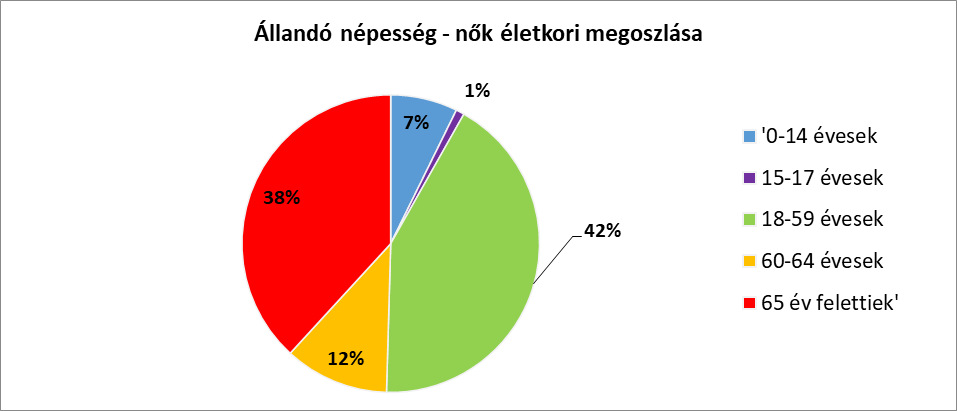 Állandó népesség - nők életkori megoszlása
1%
7%
38%
42%
12%
'0-14 évesek
15-17 évesek
18-59 évesek
60-64 évesek
65 év felettiek'